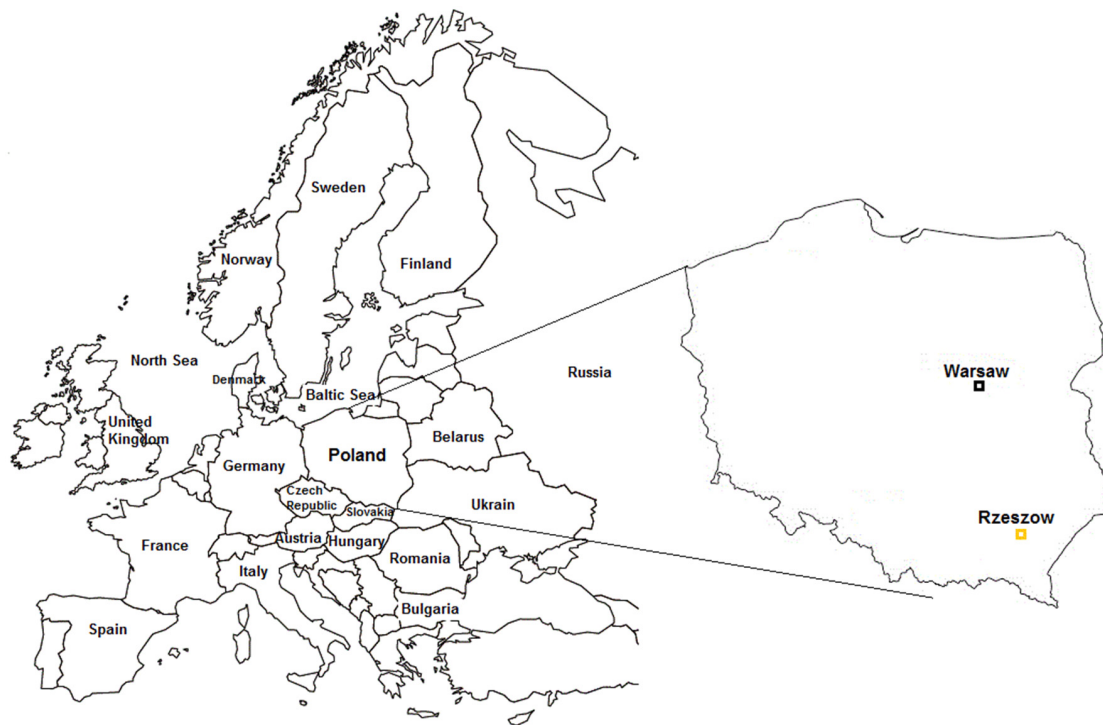 Sweden
Norway
Finland
North Sea
Denmark
Baltic Sea
Russia
Warsaw
United
Kingdom
Belarus
Germany
Poland
Czech
Republic
Slovakia
Ukrain
Rzeszow
France
Austria
Hungary
Romania
Italy
Bulgaria
Spain